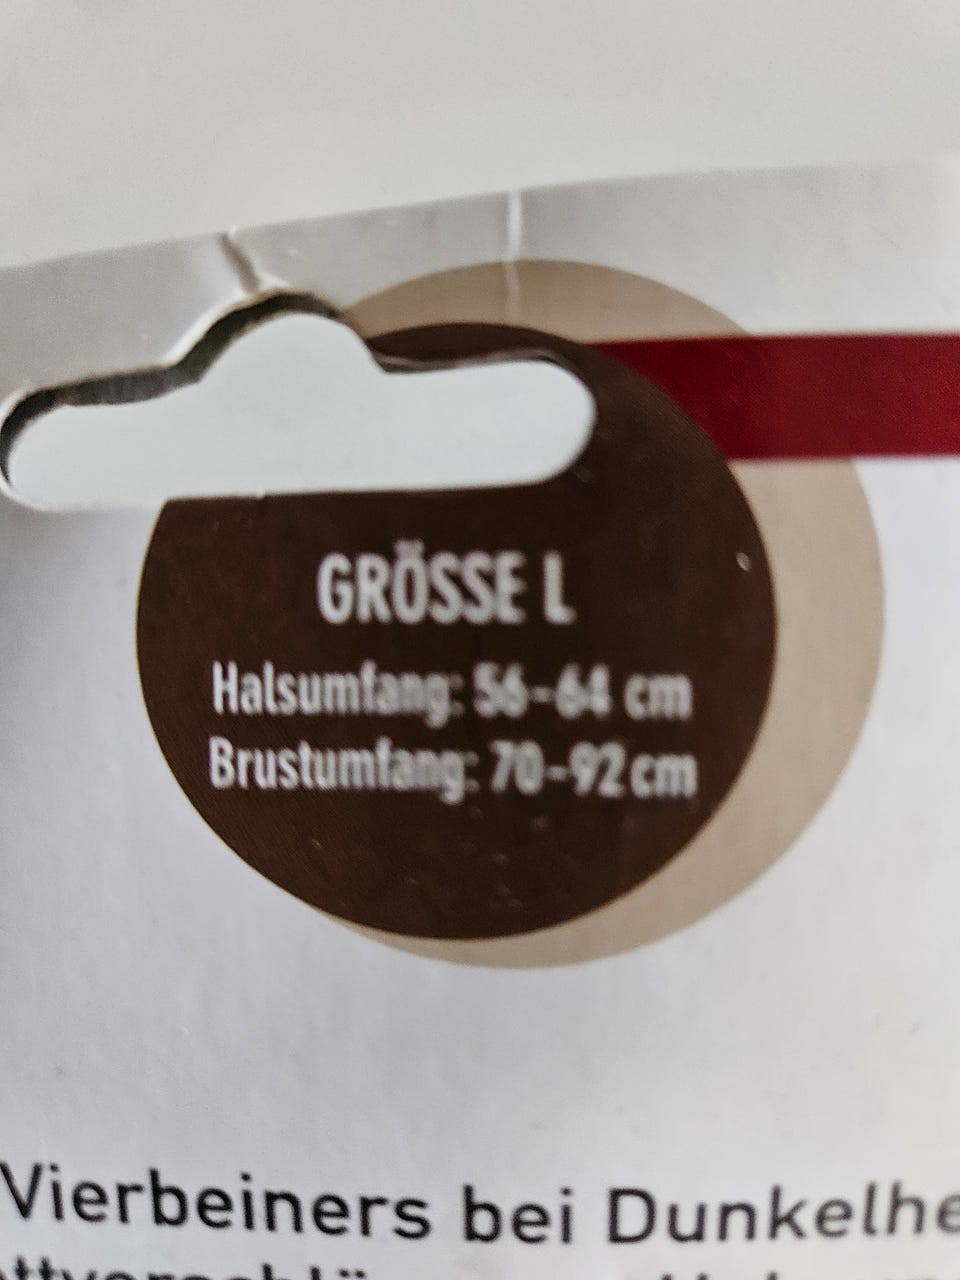 GRÖSSE L
Halsumfang: 56-64 cm
Brustumfang: 70-92 cm
Vierbeiners bei Dunkelhe